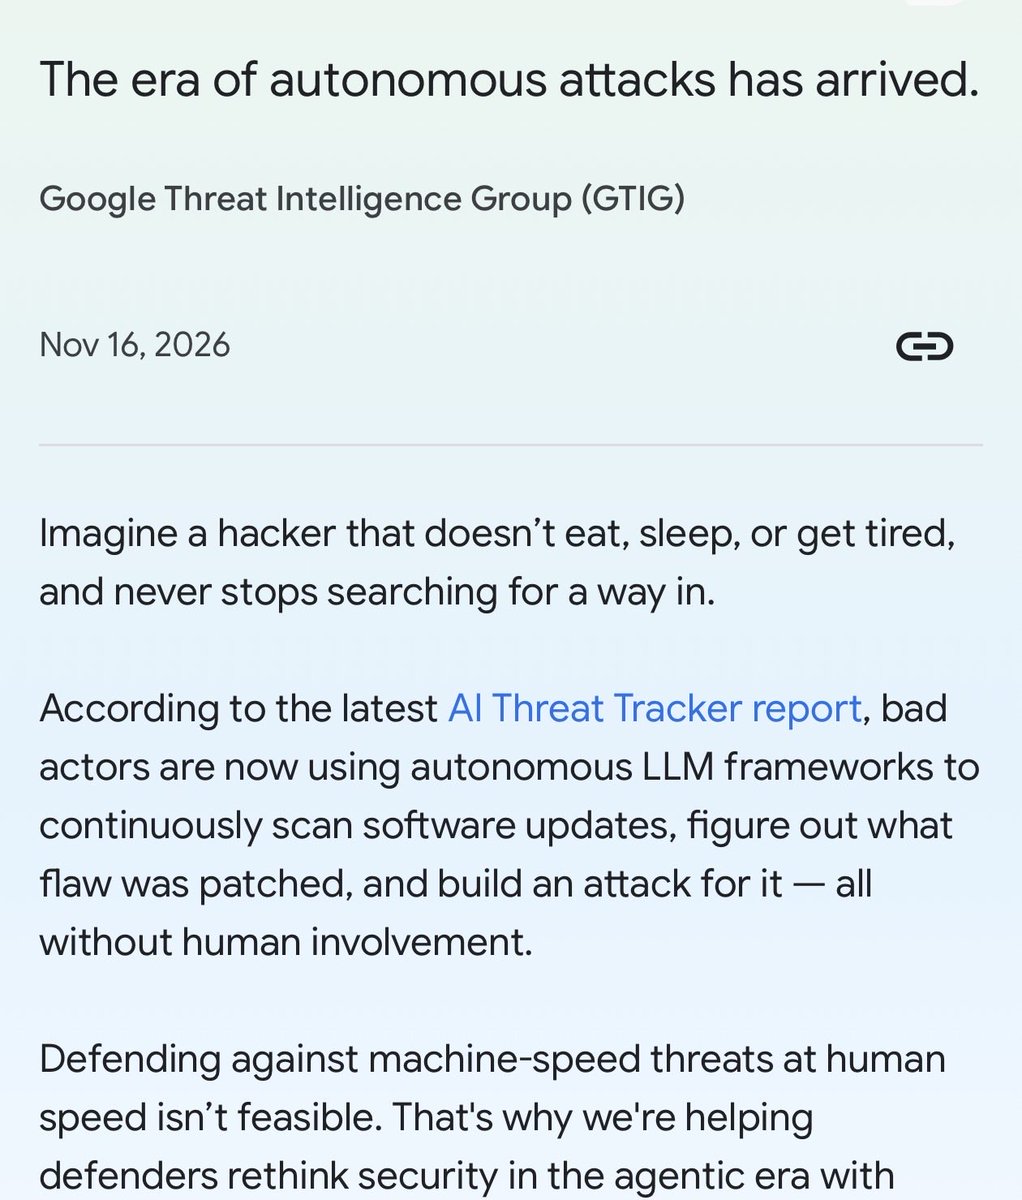 The era of autonomous attacks has arrived.
Google Threat Intelligence Group (GTIG)
Nov 16, 2026
Imagine a hacker that doesn’t eat, sleep, or get tired,
and never stops searching for a way in.
According to the latest AI Threat Tracker report, bad
actors are now using autonomous LLM frameworks to
continuously scan software updates, figure out what
flaw was patched, and build an attack for it — all
without human involvement.
Defending against machine-speed threats at human
speed isn’t feasible. That's why we're helping
defenders rethink security in the agentic era with